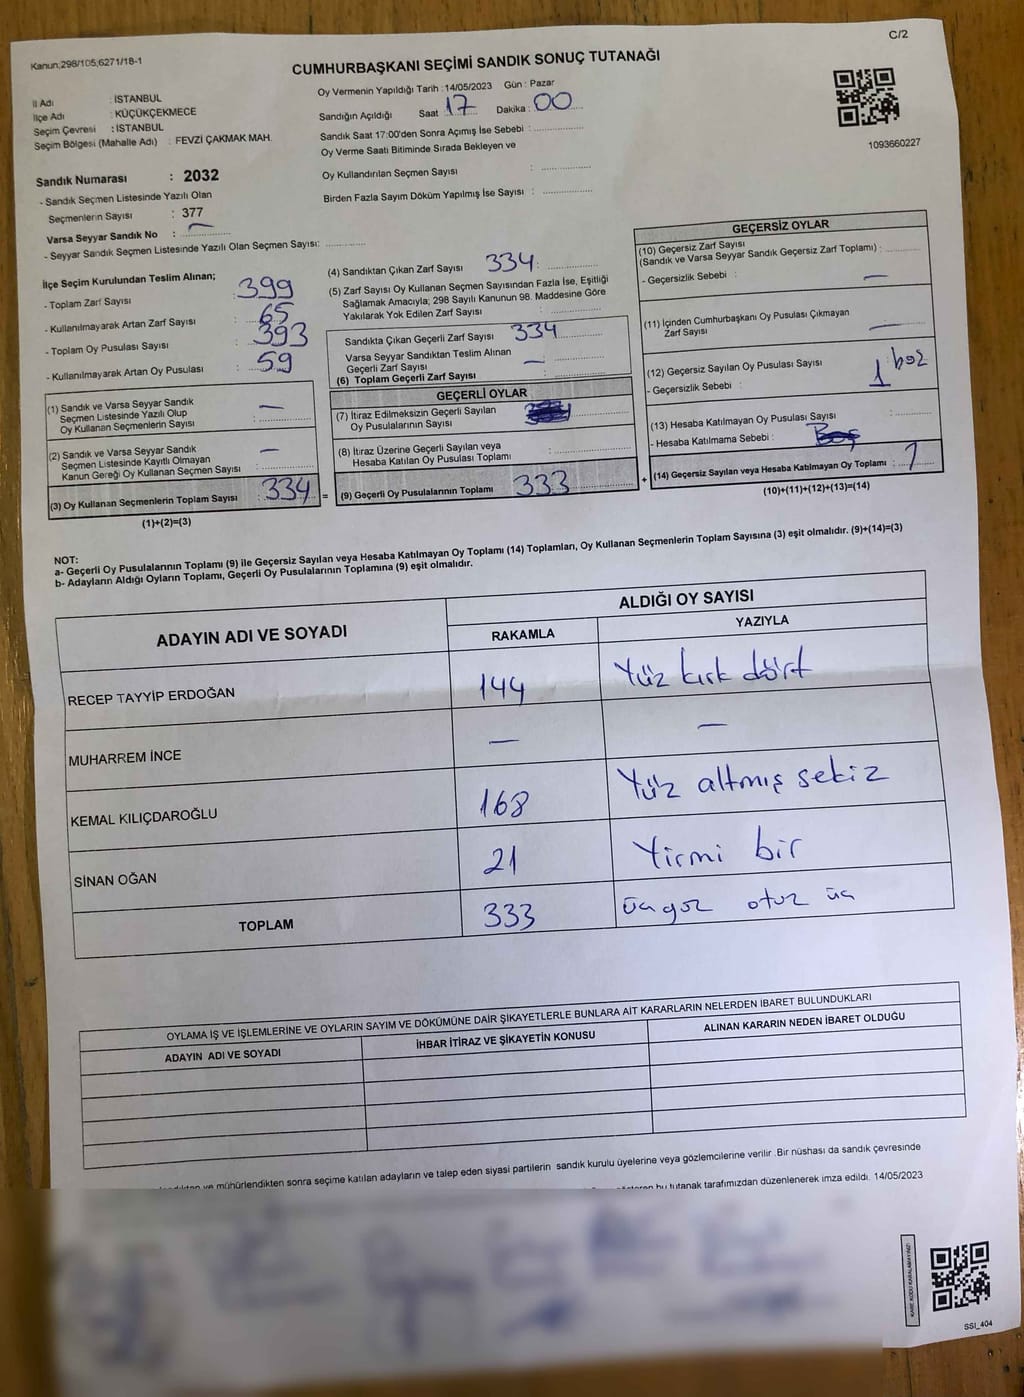 C/2
Kanun;298/105;6271/18-1
CUMHURBAŞKANI SEÇİMİ SANDIK SONUÇ TUTANAĞI
İl Adı : İSTANBUL
İlçe Adı : KÜÇÜKÇEKMECE
Seçim Çevresi : İSTANBUL
Seçim Bölgesi (Mahalle Adı) : FEVZİ ÇAKMAK MAH.
Oy Vermenin Yapıldığı Tarih : 14/05/2023 Gün : Pazar
Sandığın Açıldığı Saat 17 Dakika : 00
Sandık Saat 17:00'den Sonra Açımış İse Sebebi :
Oy Verme Saati Bitiminde Sırada Bekleyen ve
Oy Kullandırılan Seçmen Sayısı :
Birden Fazla Sayım Döküm Yapılmış İse Sayısı :
1093660227
Sandık Numarası : 2032
- Sandık Seçmen Listesinde Yazılı Olan
Seçmenlerin Sayısı : 377
Varsa Seyyar Sandık No : —
- Seyyar Sandık Seçmen Listesinde Yazılı Olan Seçmen Sayısı:
İlçe Seçim Kurulundan Teslim Alınan;
- Toplam Zarf Sayısı : 399
- Kullanılmayarak Artan Zarf Sayısı : 65
- Toplam Oy Pusulası Sayısı : 393
- Kullanılmayarak Artan Oy Pusulası : 59
(1) Sandık ve Varsa Seyyar Sandık
Seçmen Listesinde Yazılı Olup
Oy Kullanan Seçmenlerin Sayısı : —
(2) Sandık ve Varsa Seyyar Sandık
Seçmen Listesinde Kayıtlı Olmayan
Kanun Gereği Oy Kullanan Seçmen Sayısı : —
(3) Oy Kullanan Seçmenlerin Toplam Sayısı : 334 =
(1)+(2)=(3)
(4) Sandıktan Çıkan Zarf Sayısı 334
(5) Zarf Sayısı Oy Kullanan Seçmen Sayısından Fazla İse, Eşitliği
Sağlamak Amacıyla; 298 Sayılı Kanunun 98. Maddesine Göre
Yakılarak Yok Edilen Zarf Sayısı :
Sandıkta Çıkan Geçerli Zarf Sayısı 334
Varsa Seyyar Sandıktan Teslim Alınan
Geçerli Zarf Sayısı : —
(6) Toplam Geçerli Zarf Sayısı :
GEÇERLİ OYLAR
(7) İtiraz Edilmeksizin Geçerli Sayılan
Oy Pusulalarının Sayısı
(8) İtiraz Üzerine Geçerli Sayılan veya
Hesaba Katılan Oy Pusulası Toplamı :
(9) Geçerli Oy Pusulalarının Toplamı 333 +
GEÇERSİZ OYLAR
(10) Geçersiz Zarf Sayısı
(Sandık ve Varsa Seyyar Sandık Geçersiz Zarf Toplamı) :
- Geçersizlik Sebebi : —
(11) İçinden Cumhurbaşkanı Oy Pusulası Çıkmayan
Zarf Sayısı —
(12) Geçersiz Sayılan Oy Pusulası Sayısı : 1 boş
- Geçersizlik Sebebi :
(13) Hesaba Katılmayan Oy Pusulası Sayısı :
- Hesaba Katılmama Sebebi : Boş
(14) Geçersiz Sayılan veya Hesaba Katılmayan Oy Toplamı : 1
(10)+(11)+(12)+(13)=(14)
NOT:
a- Geçerli Oy Pusulalarının Toplamı (9) ile Geçersiz Sayılan veya Hesaba Katılmayan Oy Toplamı (14) Toplamları, Oy Kullanan Seçmenlerin Toplam Sayısına (3) eşit olmalıdır. (9)+(14)=(3)
b- Adayların Aldığı Oyların Toplamı, Geçerli Oy Pusulalarının Toplamına (9) eşit olmalıdır.
ADAYIN ADI VE SOYADI
ALDIĞI OY SAYISI
RAKAMLA YAZIYLA
RECEP TAYYİP ERDOĞAN 144 Yüz kırk dört
MUHARREM İNCE — —
KEMAL KILIÇDAROĞLU 168 Yüz altmış sekiz
SİNAN OĞAN 21 Yirmi bir
TOPLAM 333 üçyüz otuz üç
OYLAMA İŞ VE İŞLEMLERİNE VE OYLARIN SAYIM VE DÖKÜMÜNE DAİR ŞİKAYETLERLE BUNLARA AİT KARARLARIN NELERDEN İBARET BULUNDUKLARI
ADAYIN ADI VE SOYADI İHBAR İTİRAZ VE ŞİKAYETİN KONUSU ALINAN KARARIN NEDEN İBARET OLDUĞU
ve mühürlendikten sonra seçime katılan adayların ve talep eden siyasi partilerin sandık kurulu üyelerine veya gözlemcilerine verilir .Bir nüshası da sandık çevresinde
bu tutanak tarafımızdan düzenlenerek imza edildi. 14/05/2023
KARE KODU KARALAMAYINIZ!
SSI_404